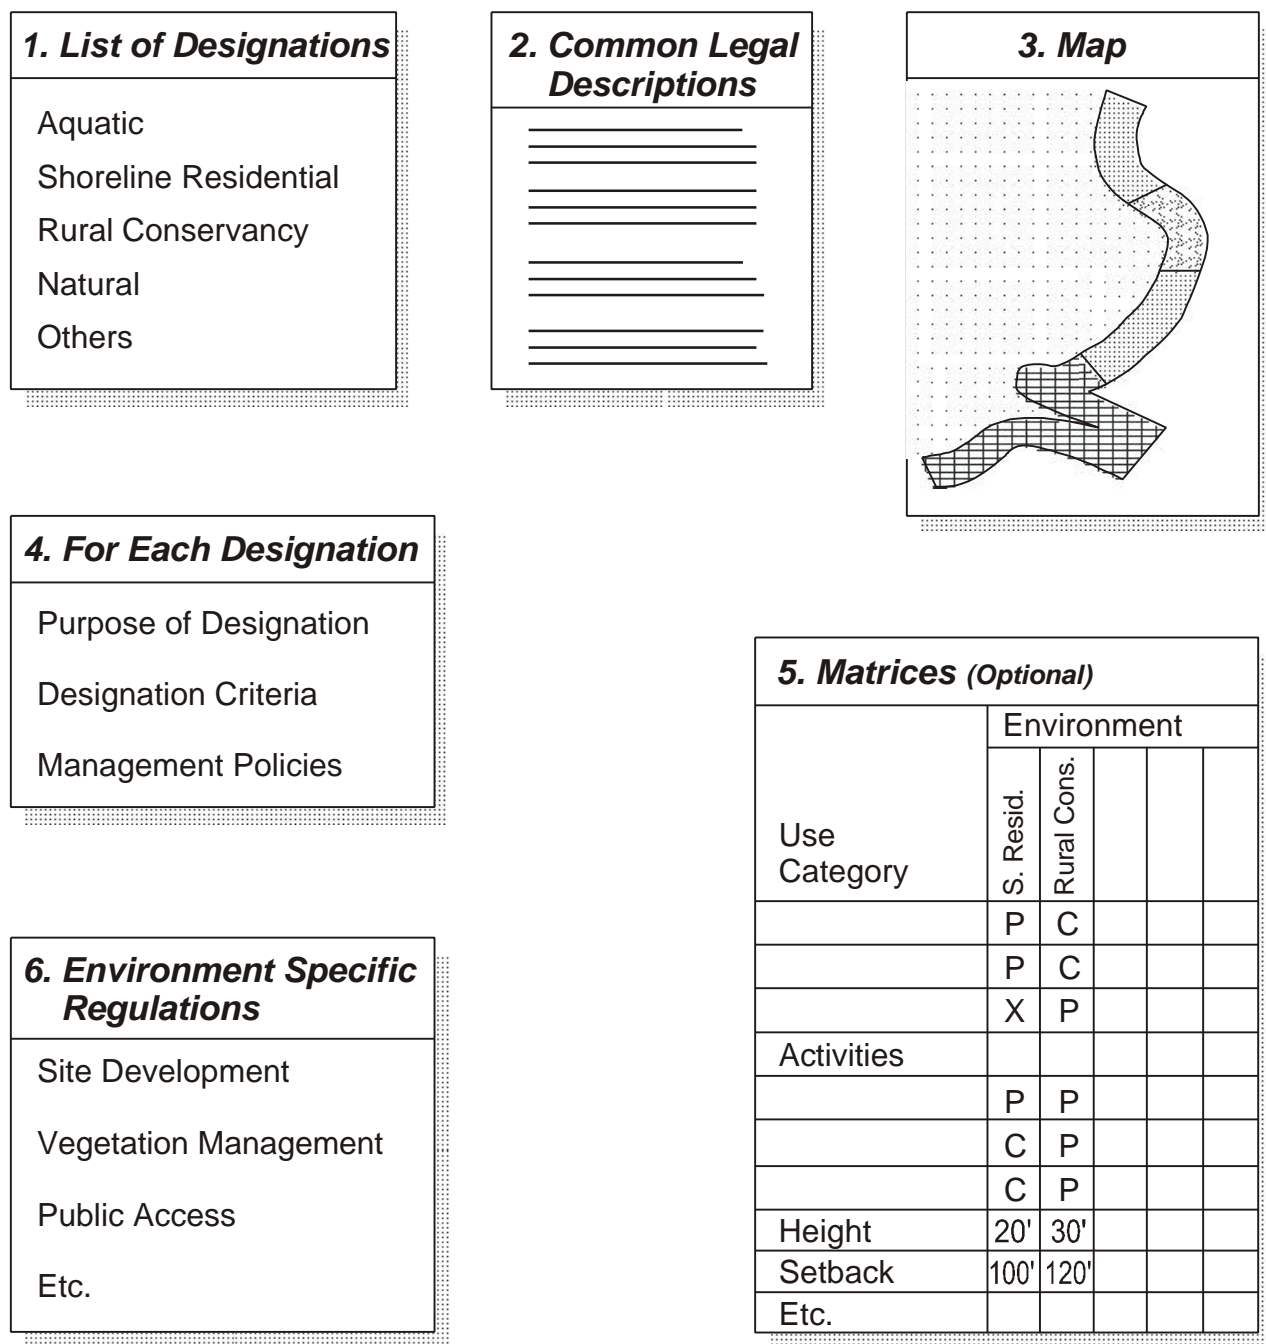 1. List of Designations
Aquatic
Shoreline Residential
Rural Conservancy
Natural
Others
2. Common Legal
Descriptions
3. Map
4. For Each Designation
Purpose of Designation
Designation Criteria
Management Policies
5. Matrices (Optional)
Environment
Use
Category
S. Resid.
Rural Cons.
P C
P C
X P
Activities
P P
C P
C P
Height 20' 30'
Setback 100' 120'
Etc.
6. Environment Specific
Regulations
Site Development
Vegetation Management
Public Access
Etc.